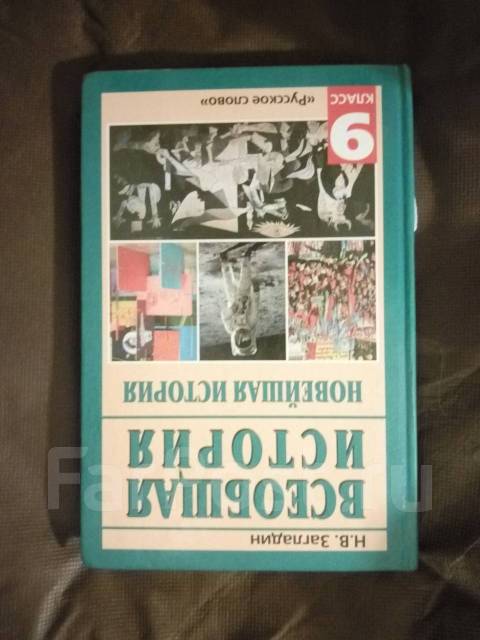 Н.В. Загладин
ВСЕОБЩАЯ
ИСТОРИЯ
НОВЕЙШАЯ ИСТОРИЯ
9
КЛАСС
«Русское слово»